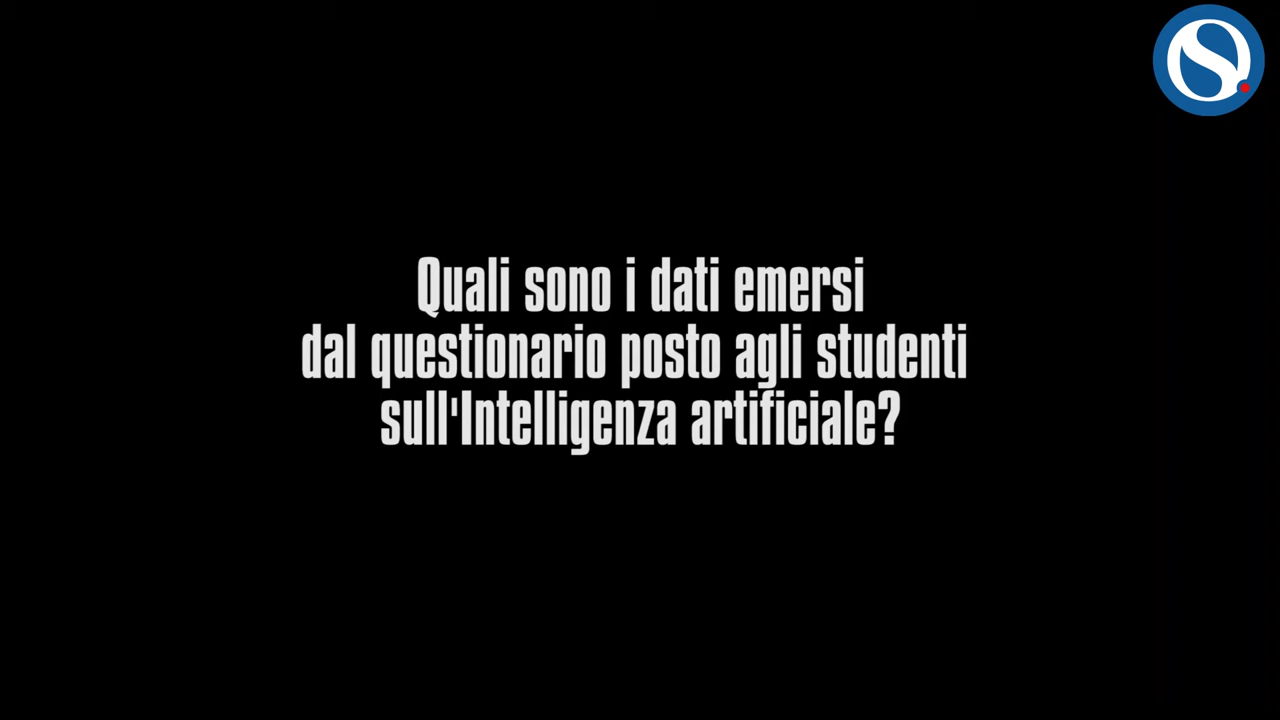 Quali sono i dati emersi
dal questionario posto agli studenti
sull'Intelligenza artificiale?